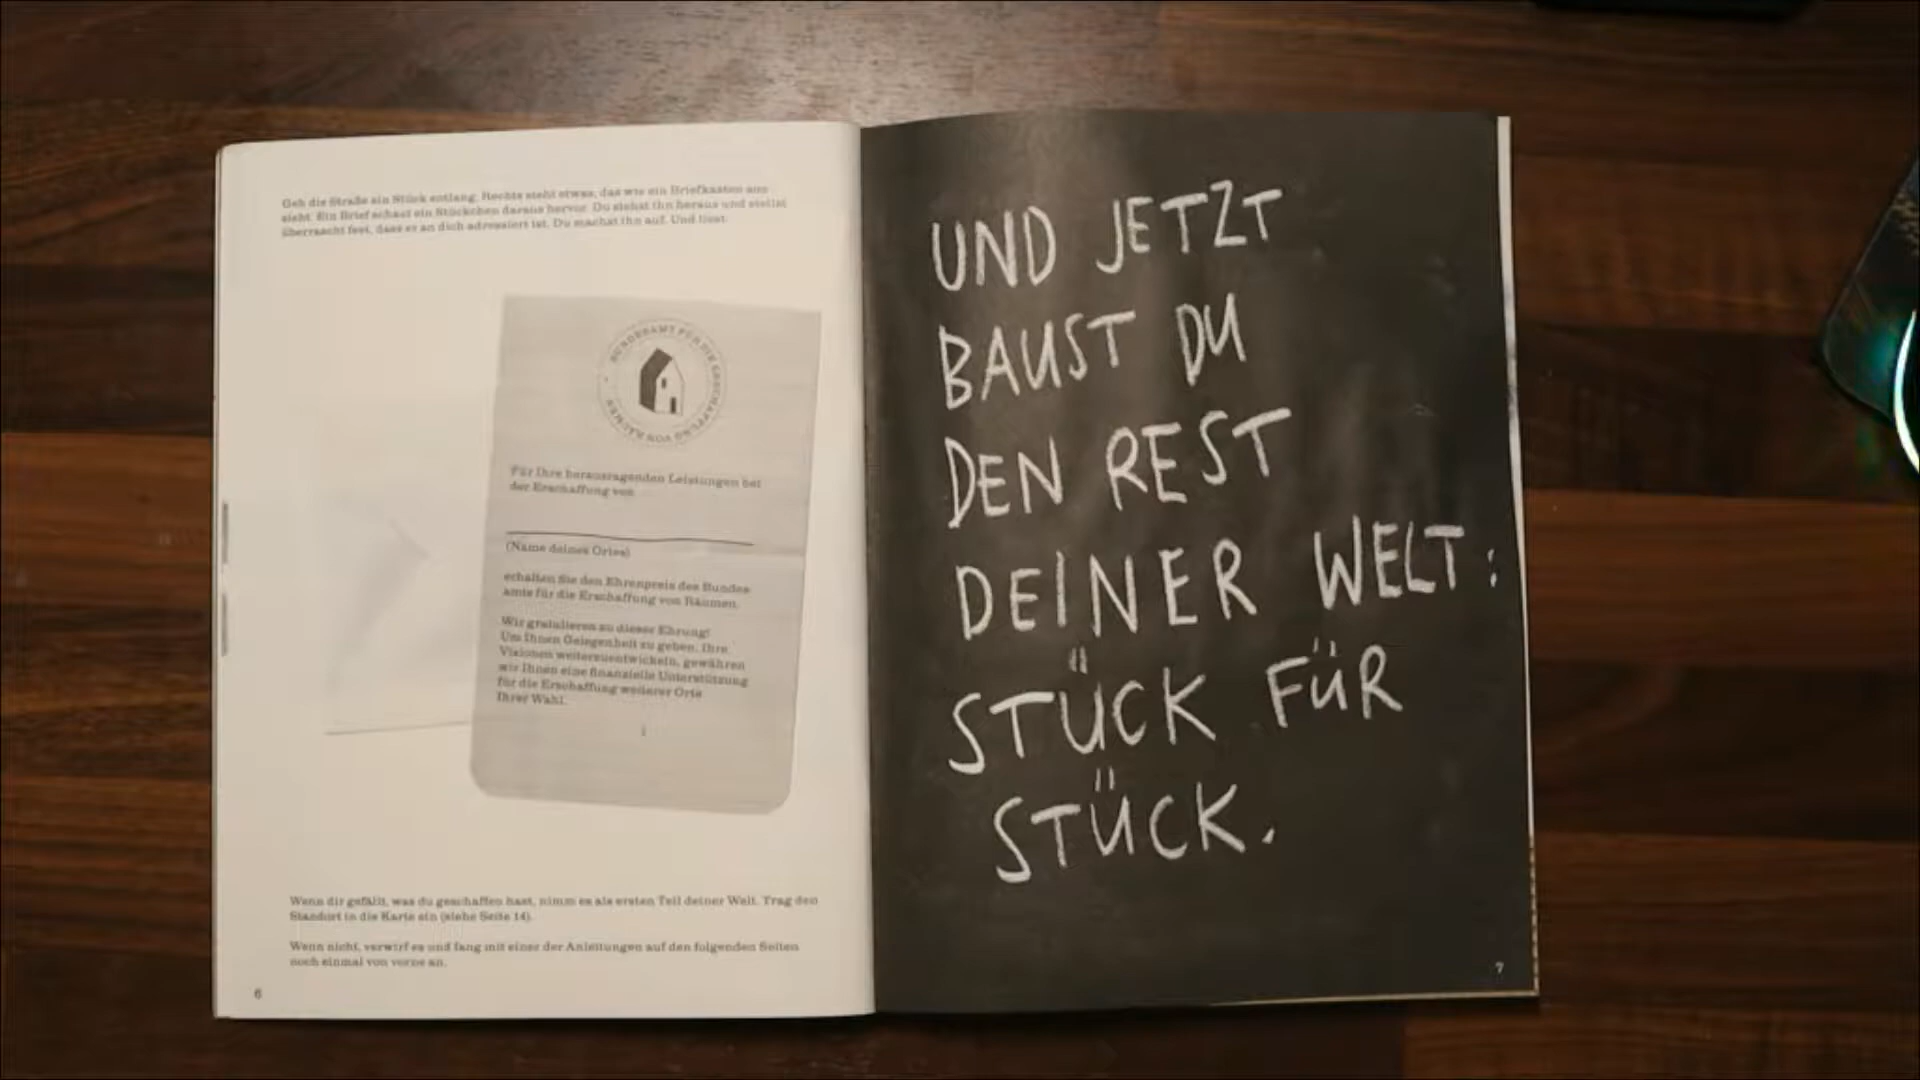 Geh die Straße ein Stück entlang. Rechts steht etwas, das wie ein Briefkasten aus
sieht. Ein Brief schaut ein Stückchen daraus hervor. Du ziehst ihn heraus und stellst
überrascht fest, dass er an dich adressiert ist. Du machst ihn auf. Und liest:
BUNDESAMT FÜR DIE ERSCHAFFUNG VON RÄUMEN
Für Ihre herausragenden Leistungen bei
der Erschaffung von
(Name deines Ortes)
erhalten Sie den Ehrenpreis des Bundes
amts für die Erschaffung von Räumen.
Wir gratulieren zu dieser Ehrung!
Um Ihnen Gelegenheit zu geben, Ihre
Visionen weiterzuentwickeln, gewähren
wir Ihnen eine finanzielle Unterstützung
für die Erschaffung weiterer Orte
Ihrer Wahl.
Wenn dir gefällt, was du geschaffen hast, nimm es als ersten Teil deiner Welt. Trag den
Standort in die Karte ein (siehe Seite 14).
Wenn nicht, verwirf es und fang mit einer der Anleitungen auf den folgenden Seiten
noch einmal von vorne an.
6
UND JETZT
BAUST DU
DEN REST
DEINER WELT:
STÜCK FÜR
STÜCK.
7